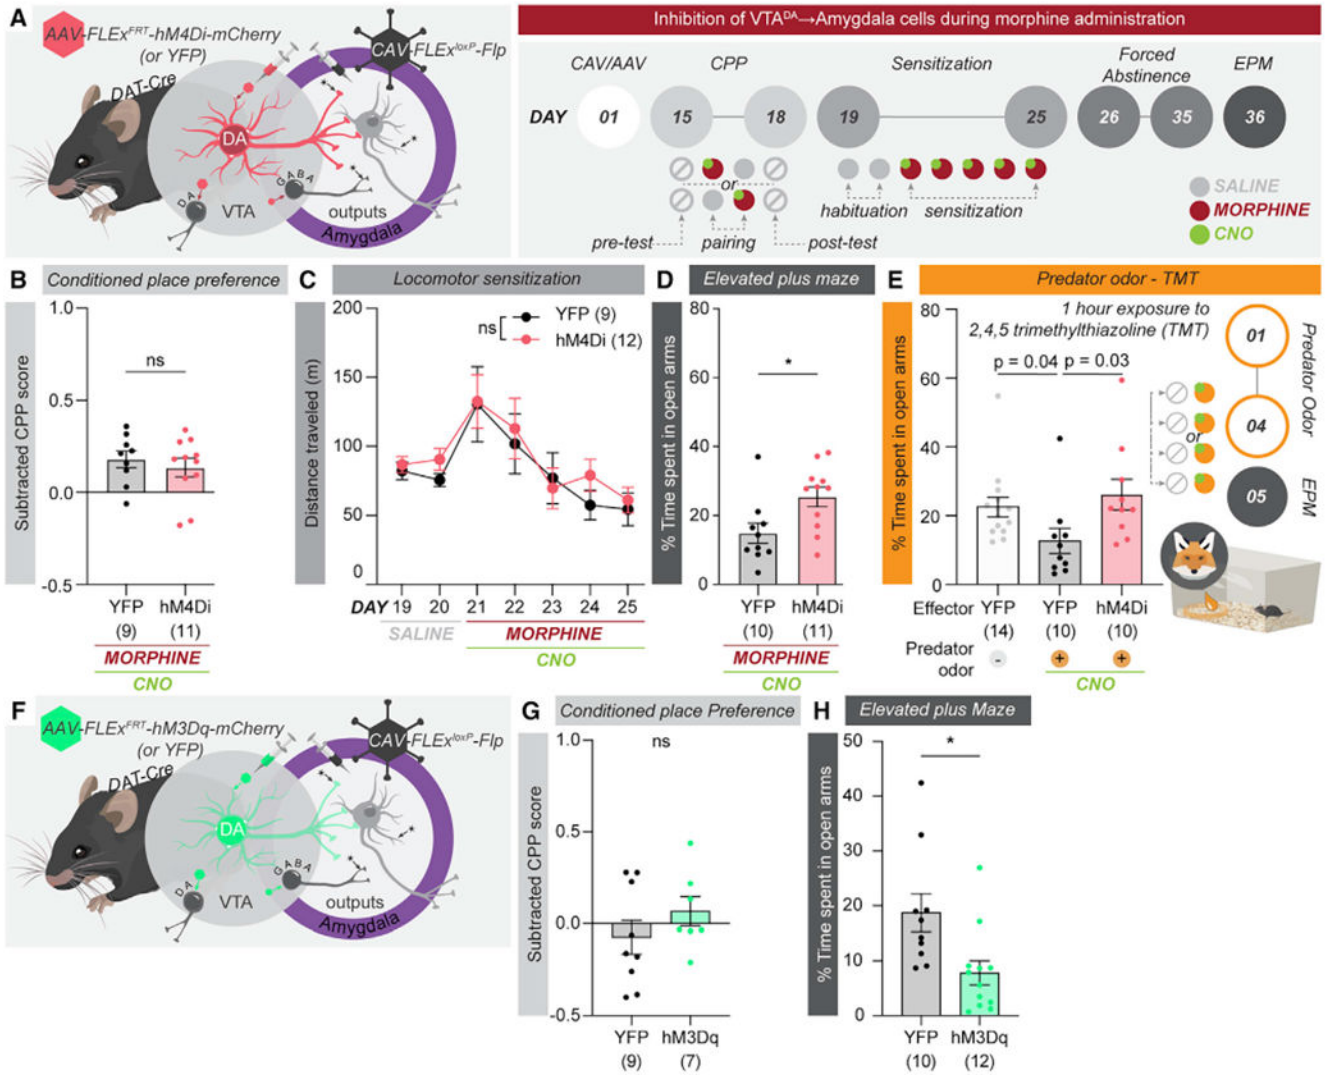 A
AAV-FLEx^FRT-hM4Di-mCherry
(or YFP)
CAV-FLEx^loxP-Flp
DAT-Cre
DA
GABA
DA
VTA
outputs
Amygdala
Inhibition of VTA^DA→Amygdala cells during morphine administration
CAV/AAV
CPP
Sensitization
Forced
Abstinence
EPM
DAY
01
15
18
19
25
26
35
36
or
habituation
sensitization
pre-test
pairing
post-test
SALINE
MORPHINE
CNO
B
Conditioned place preference
Subtracted CPP score
1.0
0.5
0.0
-0.5
ns
YFP
hM4Di
(9)
(11)
MORPHINE
CNO
C
Locomotor sensitization
Distance traveled (m)
200
150
100
50
0
ns
YFP (9)
hM4Di (12)
DAY 19 20 21 22 23 24 25
SALINE
MORPHINE
CNO
D
Elevated plus maze
% Time spent in open arms
80
60
40
20
0
*
YFP
hM4Di
(10)
(11)
MORPHINE
CNO
E
Predator odor - TMT
% Time spent in open arms
80
60
40
20
0
1 hour exposure to
2,4,5 trimethylthiazoline (TMT)
p = 0.04
p = 0.03
Effector YFP YFP hM4Di
(14) (10) (10)
Predator
odor
- + +
CNO
01
04
05
or
Predator Odor
EPM
F
AAV-FLEx^FRT-hM3Dq-mCherry
(or YFP)
CAV-FLEx^loxP-Flp
DAT-Cre
DA
GABA
DA
VTA
outputs
Amygdala
G
Conditioned place Preference
Subtracted CPP score
1.0
0.5
0.0
-0.5
ns
YFP
hM3Dq
(9)
(7)
H
Elevated plus Maze
% Time spent in open arms
50
40
30
20
10
0
*
YFP
hM3Dq
(10)
(12)